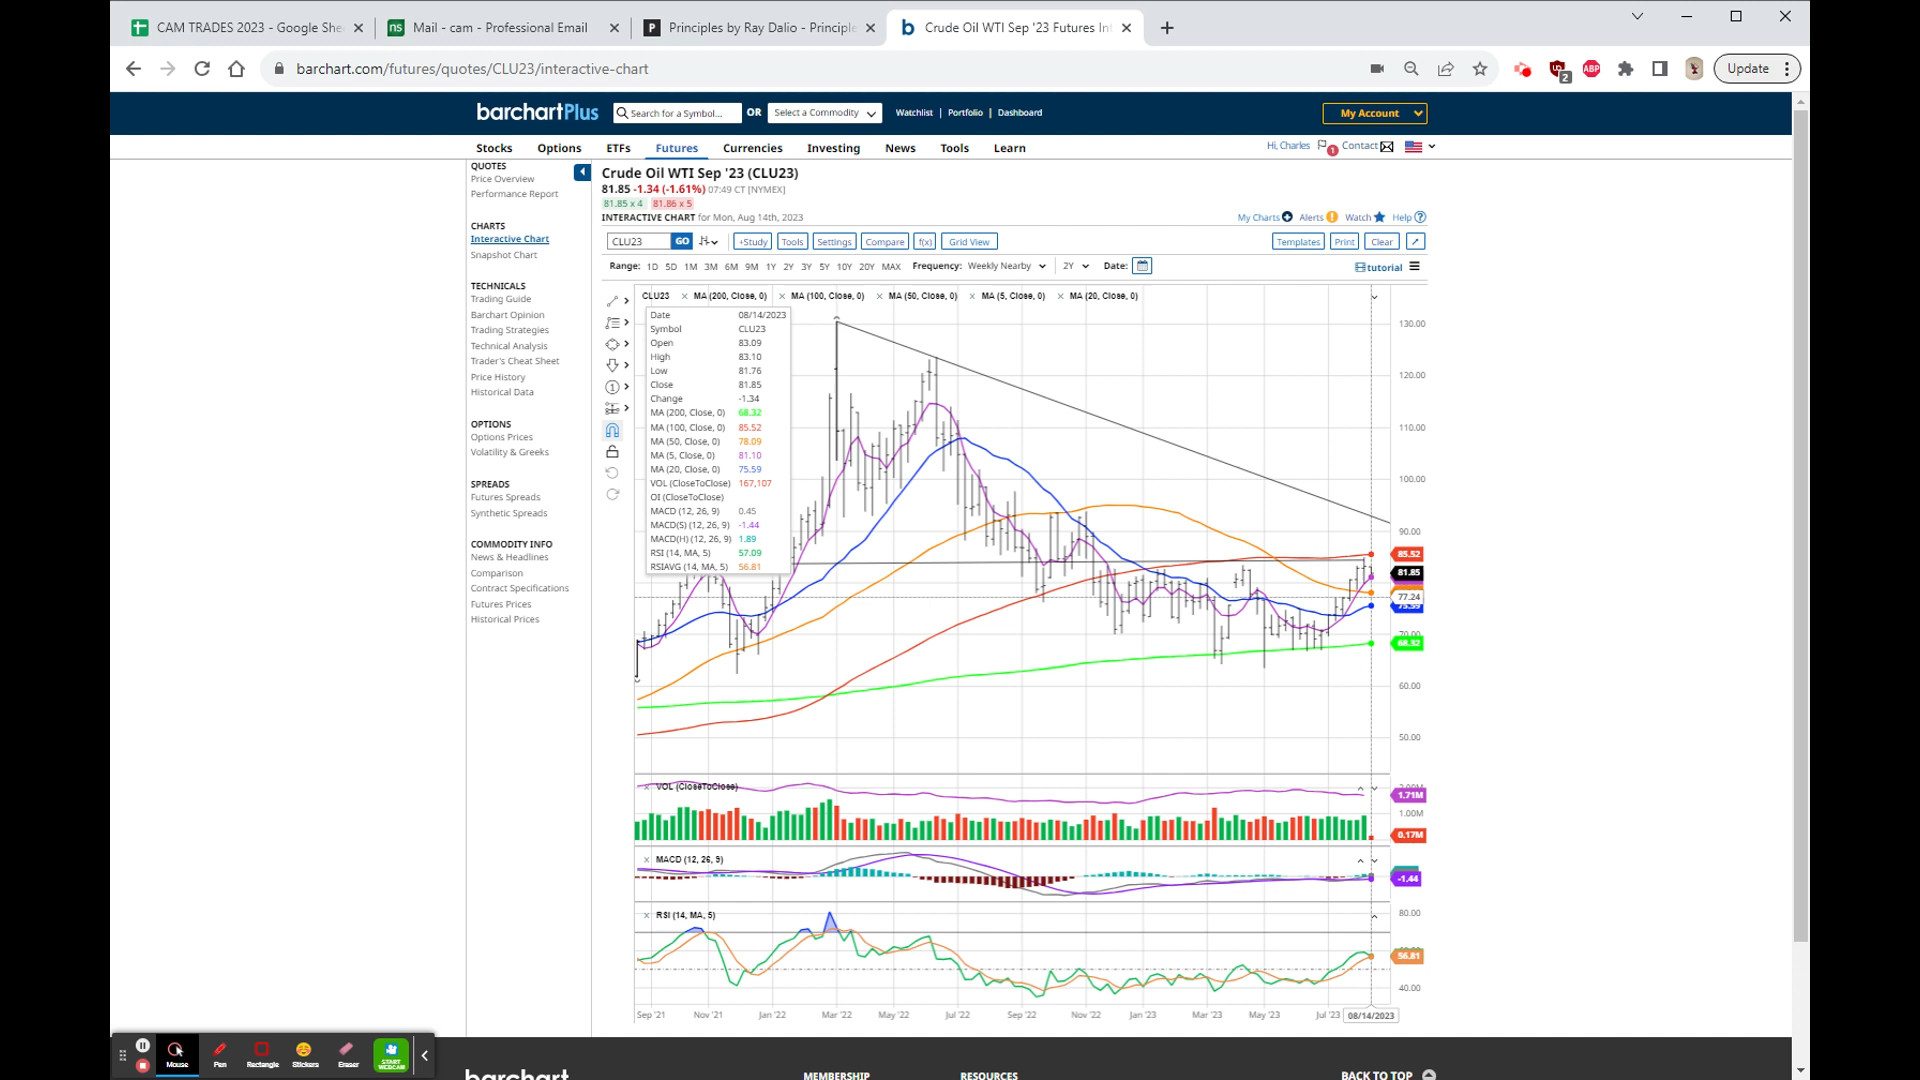 CAM TRADES 2023 - Google She
Mail - cam - Professional Email
Principles by Ray Dalio - Principle
Crude Oil WTI Sep '23 Futures Int
barchart.com/futures/quotes/CLU23/interactive-chart
2
ABP
Update
barchartPlus
Search for a Symbol...
OR
Select a Commodity
Watchlist | Portfolio | Dashboard
My Account
Stocks Options ETFs Futures Currencies Investing News Tools Learn
Hi, Charles
1
Contact
QUOTES
Price Overview
Performance Report
CHARTS
Interactive Chart
Snapshot Chart
TECHNICALS
Trading Guide
Barchart Opinion
Trading Strategies
Technical Analysis
Trader's Cheat Sheet
Price History
Historical Data
OPTIONS
Options Prices
Volatility & Greeks
SPREADS
Futures Spreads
Synthetic Spreads
COMMODITY INFO
News & Headlines
Comparison
Contract Specifications
Futures Prices
Historical Prices
Crude Oil WTI Sep '23 (CLU23)
81.85 -1.34 (-1.61%) 07:49 CT [NYMEX]
81.85 x 4 81.86 x 5
INTERACTIVE CHART for Mon, Aug 14th, 2023
My Charts Alerts Watch Help
CLU23 GO +Study Tools Settings Compare f(x) Grid View Templates Print Clear
Range: 1D 5D 1M 3M 6M 9M 1Y 2Y 3Y 5Y 10Y 20Y MAX Frequency: Weekly Nearby 2Y Date:
tutorial
CLU23 × MA (200, Close, 0) × MA (100, Close, 0) × MA (50, Close, 0) × MA (5, Close, 0) × MA (20, Close, 0)
Date 08/14/2023
Symbol CLU23
Open 83.09
High 83.10
Low 81.76
Close 81.85
Change -1.34
MA (200, Close, 0) 68.32
MA (100, Close, 0) 85.52
MA (50, Close, 0) 78.09
MA (5, Close, 0) 81.10
MA (20, Close, 0) 75.59
VOL (CloseToClose) 167,107
OI (CloseToClose)
MACD (12, 26, 9) 0.45
MACD(S) (12, 26, 9) -1.44
MACD(H) (12, 26, 9) 1.89
RSI (14, MA, 5) 57.09
RSIAVG (14, MA, 5) 56.81
130.00
120.00
110.00
100.00
90.00
85.52
81.85
77.24
75.59
70.00
68.32
60.00
50.00
× VOL (CloseToClose)
1.71M
1.00M
0.17M
× MACD (12, 26, 9)
-1.44
× RSI (14, MA, 5)
80.00
56.81
40.00
Sep '21 Nov '21 Jan '22 Mar '22 May '22 Jul '22 Sep '22 Nov '22 Jan '23 Mar '23 May '23 Jul '23 08/14/2023
Mouse Pen Rectangle Stickers Eraser START WEBCAM
barchart
MEMBERSHIP
RESOURCES
BACK TO TOP